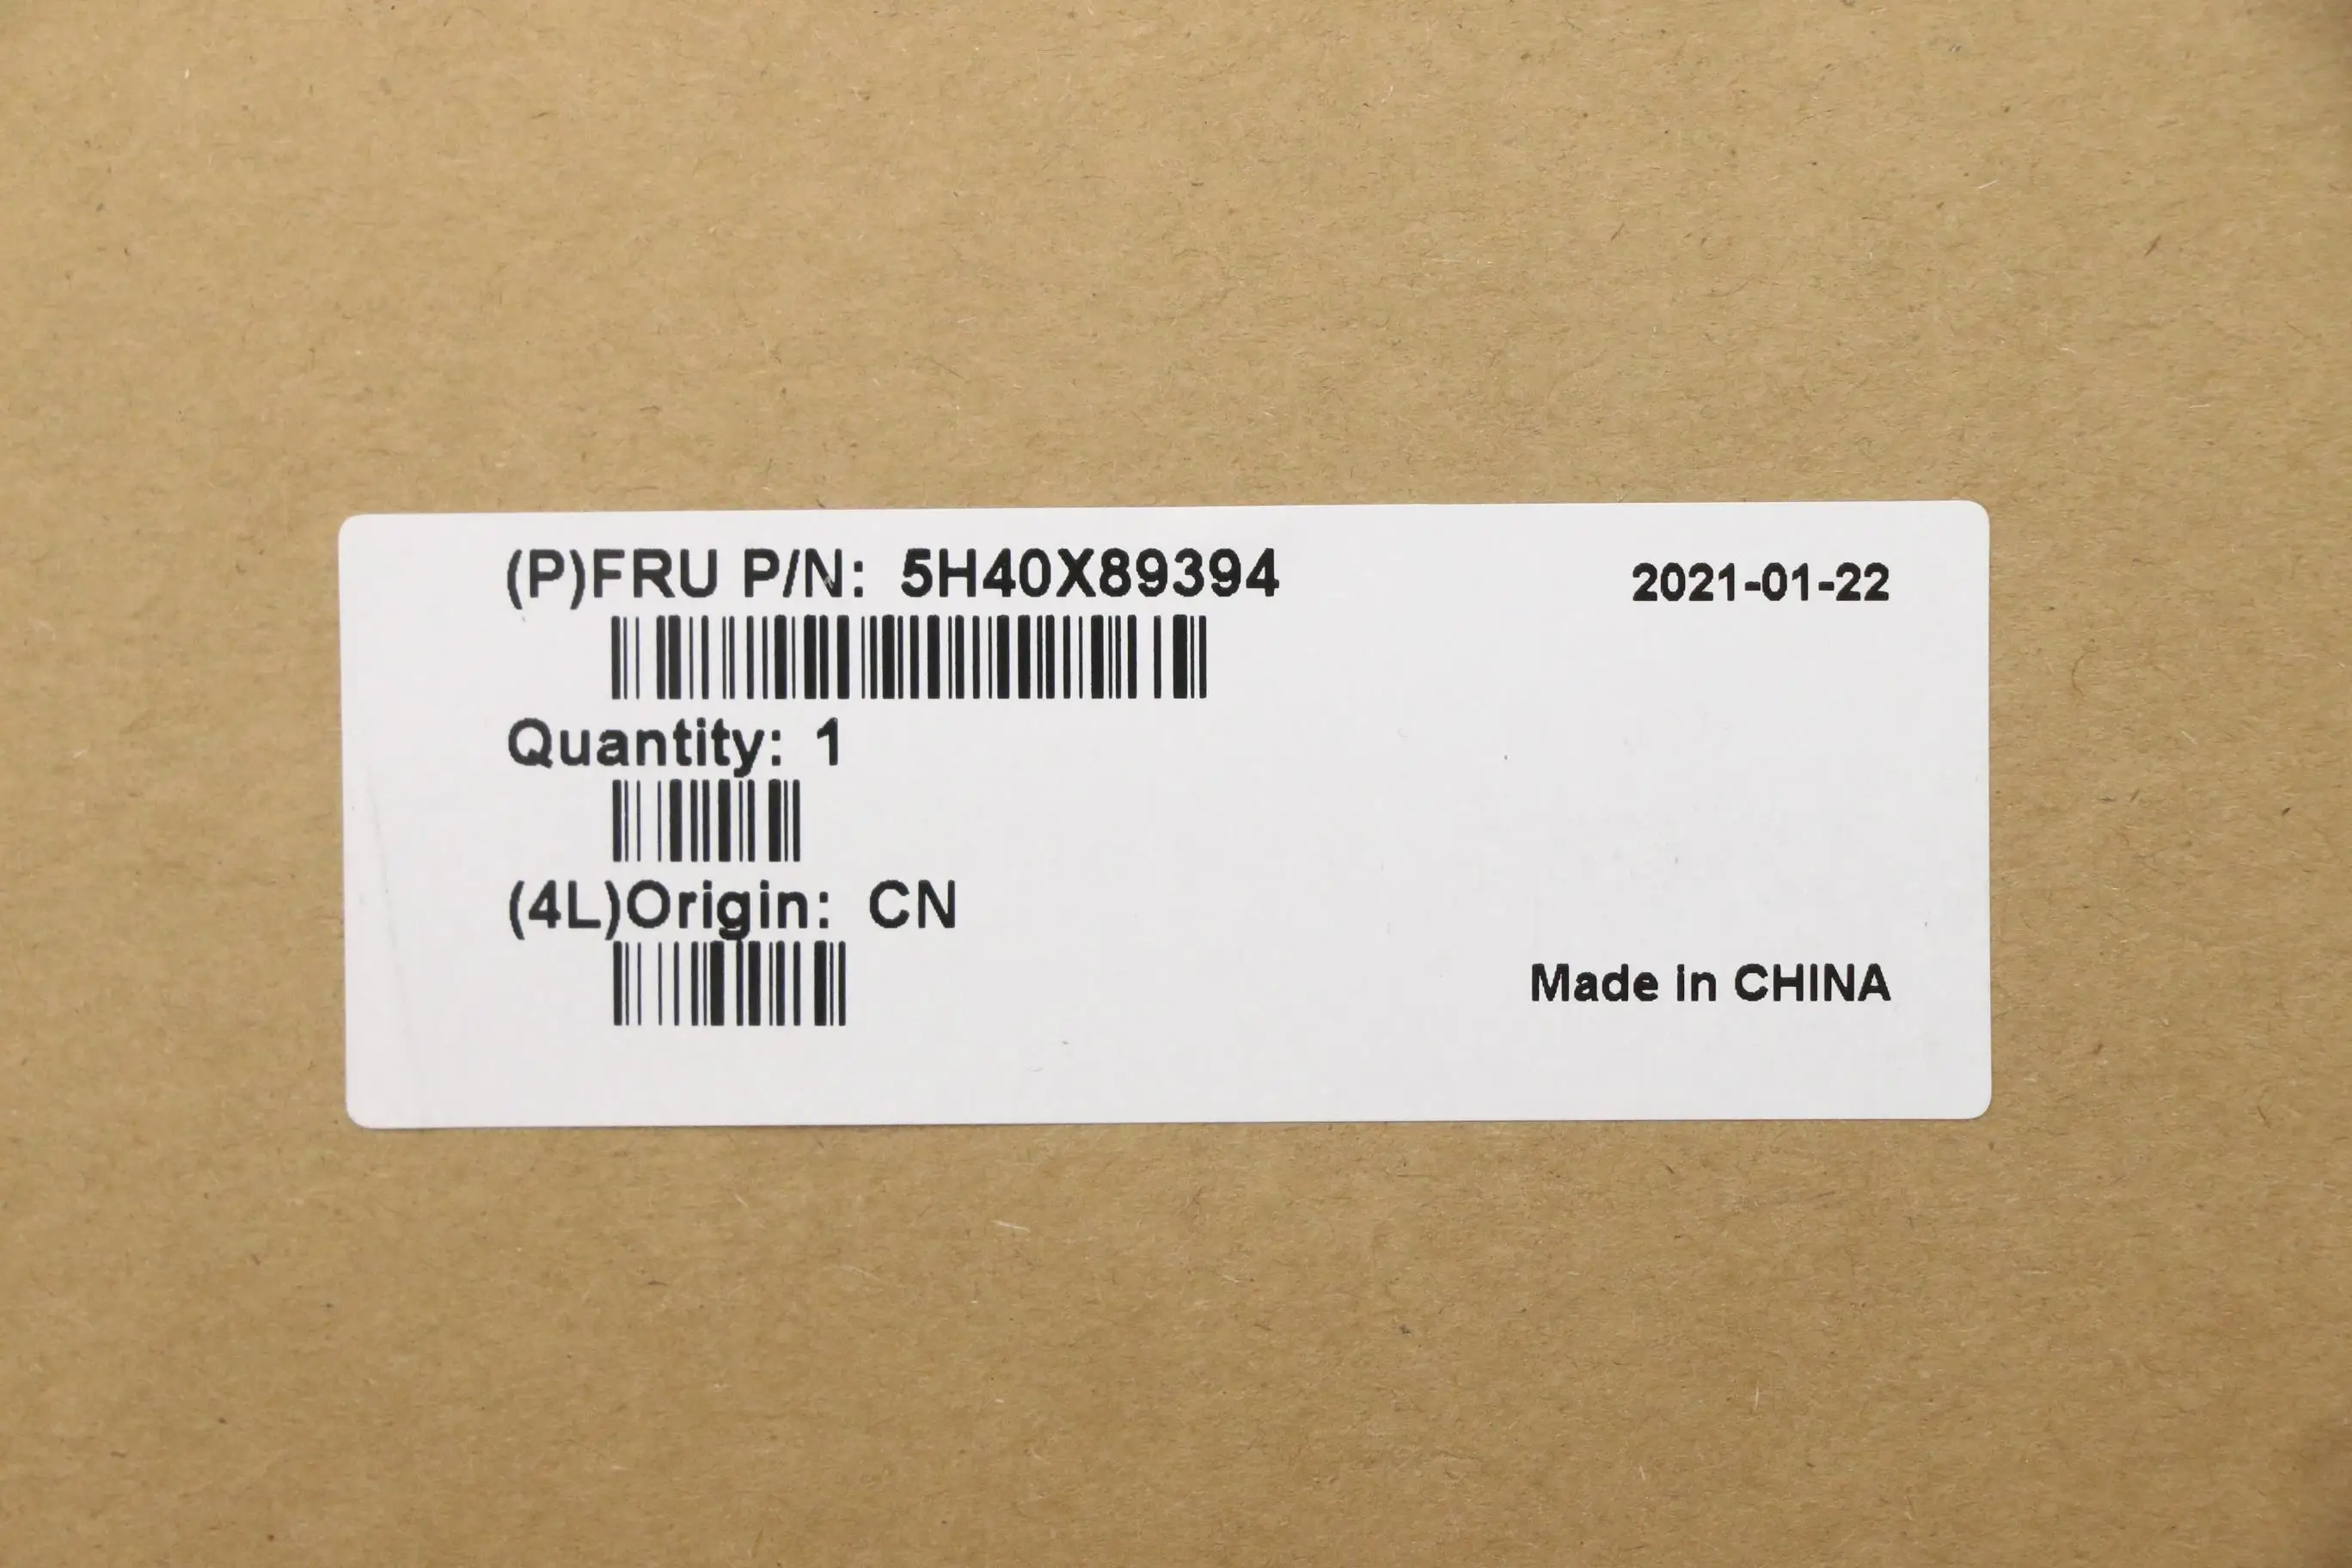 (P)FRU P/N: 5H40X89394
2021-01-22
Quantity: 1
(4L)Origin: CN
Made in CHINA